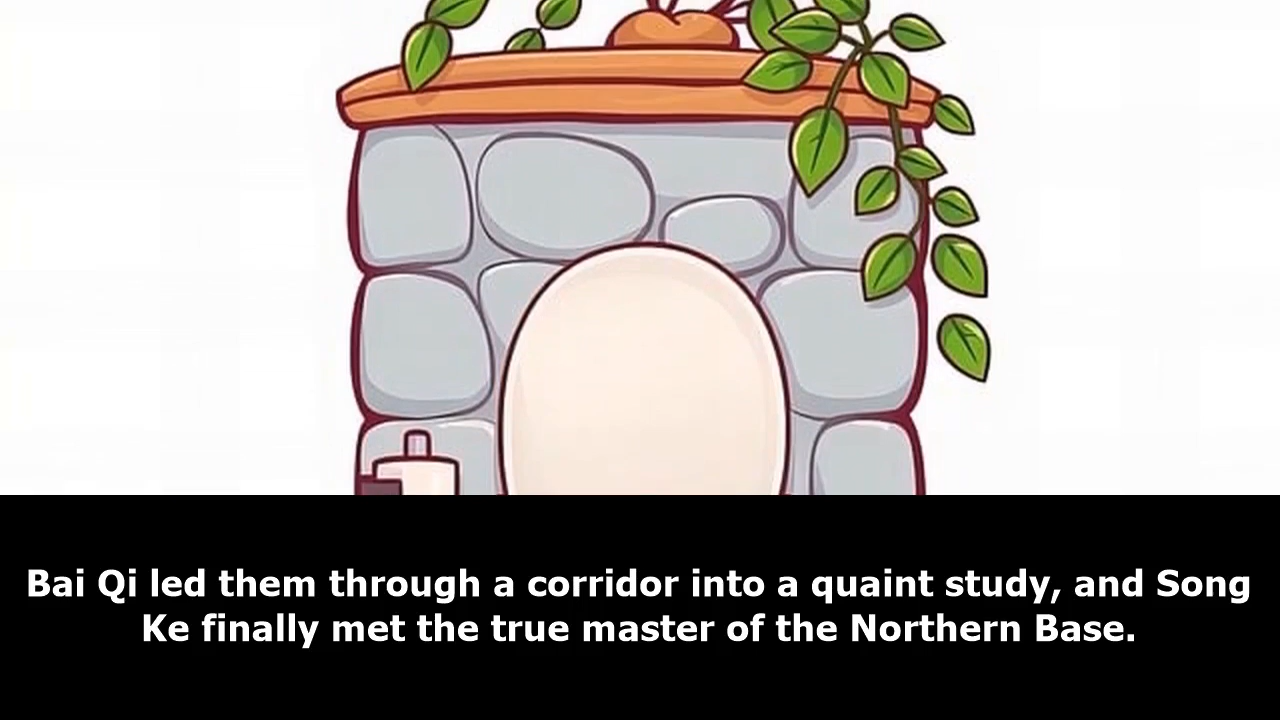 Bai Qi led them through a corridor into a quaint study, and Song
Ke finally met the true master of the Northern Base.